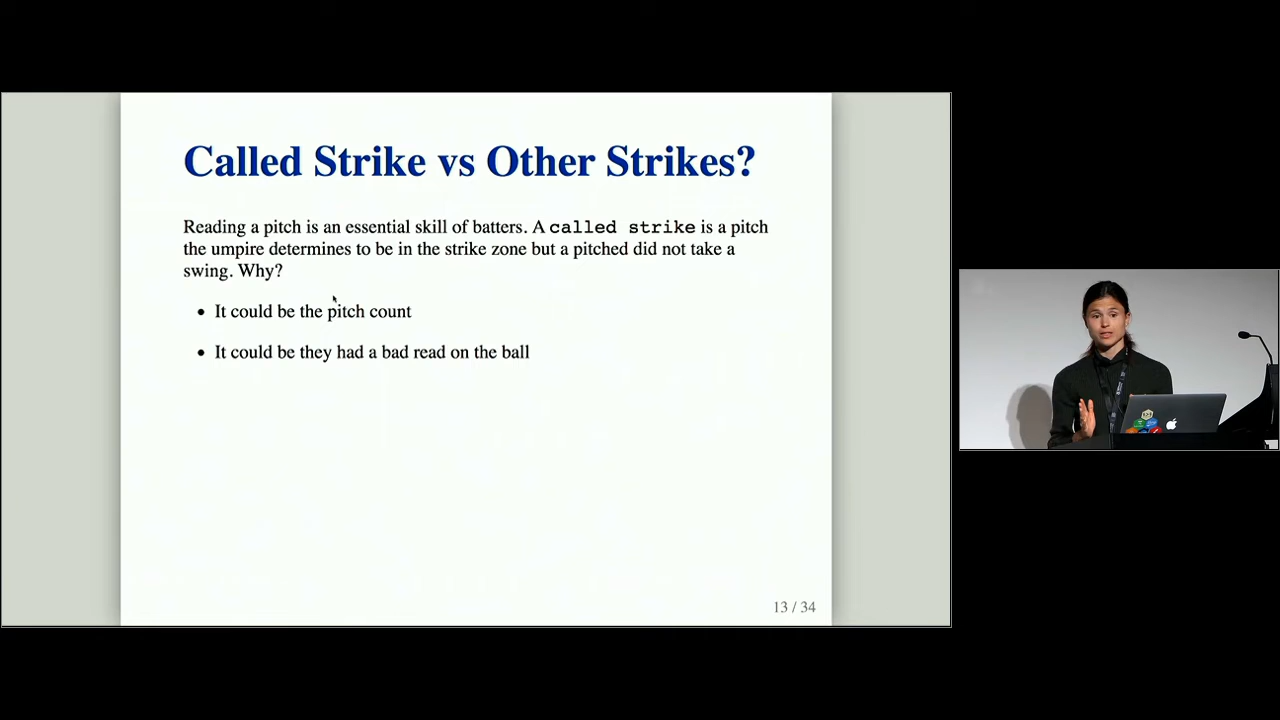 Called Strike vs Other Strikes?
Reading a pitch is an essential skill of batters. A called strike is a pitch
the umpire determines to be in the strike zone but a pitched did not take a
swing. Why?
• It could be the pitch count
• It could be they had a bad read on the ball
13 / 34